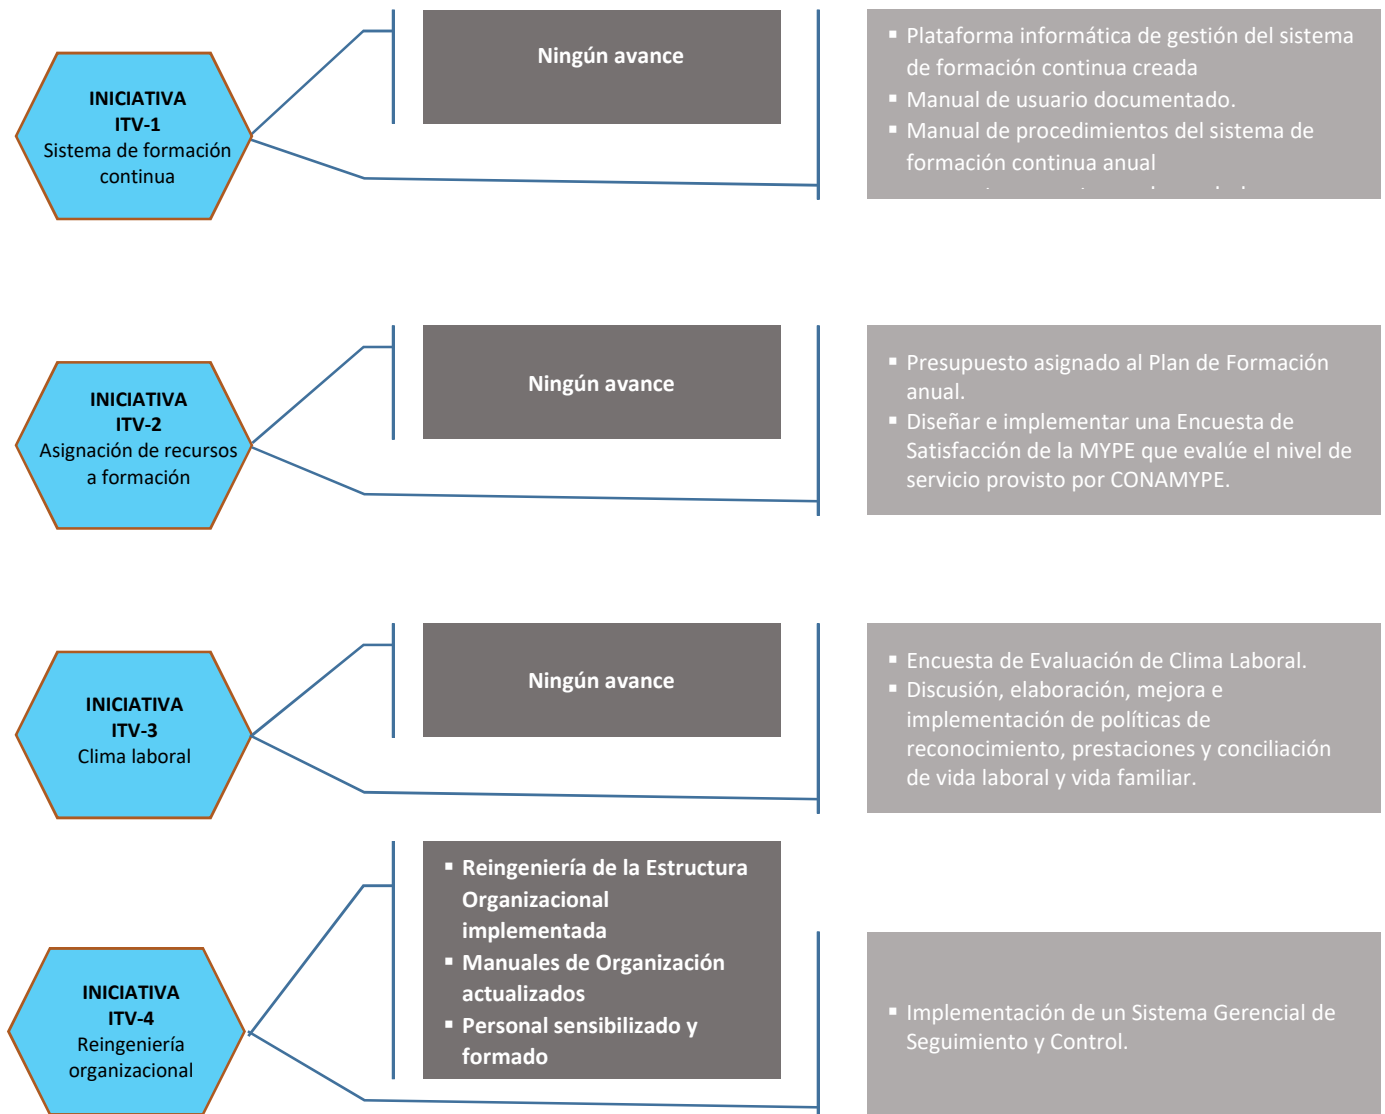 INICIATIVA
ITV-1
Sistema de formación
continua
Ningún avance
▪ Plataforma informática de gestión del sistema
de formación continua creada
▪ Manual de usuario documentado.
▪ Manual de procedimientos del sistema de
formación continua anual
INICIATIVA
ITV-2
Asignación de recursos
a formación
Ningún avance
▪ Presupuesto asignado al Plan de Formación
anual.
▪ Diseñar e implementar una Encuesta de
Satisfacción de la MYPE que evalúe el nivel de
servicio provisto por CONAMYPE.
INICIATIVA
ITV-3
Clima laboral
Ningún avance
▪ Encuesta de Evaluación de Clima Laboral.
▪ Discusión, elaboración, mejora e
implementación de políticas de
reconocimiento, prestaciones y conciliación
de vida laboral y vida familiar.
INICIATIVA
ITV-4
Reingeniería
organizacional
▪ Reingeniería de la Estructura
Organizacional
implementada
▪ Manuales de Organización
actualizados
▪ Personal sensibilizado y
formado
▪ Implementación de un Sistema Gerencial de
Seguimiento y Control.